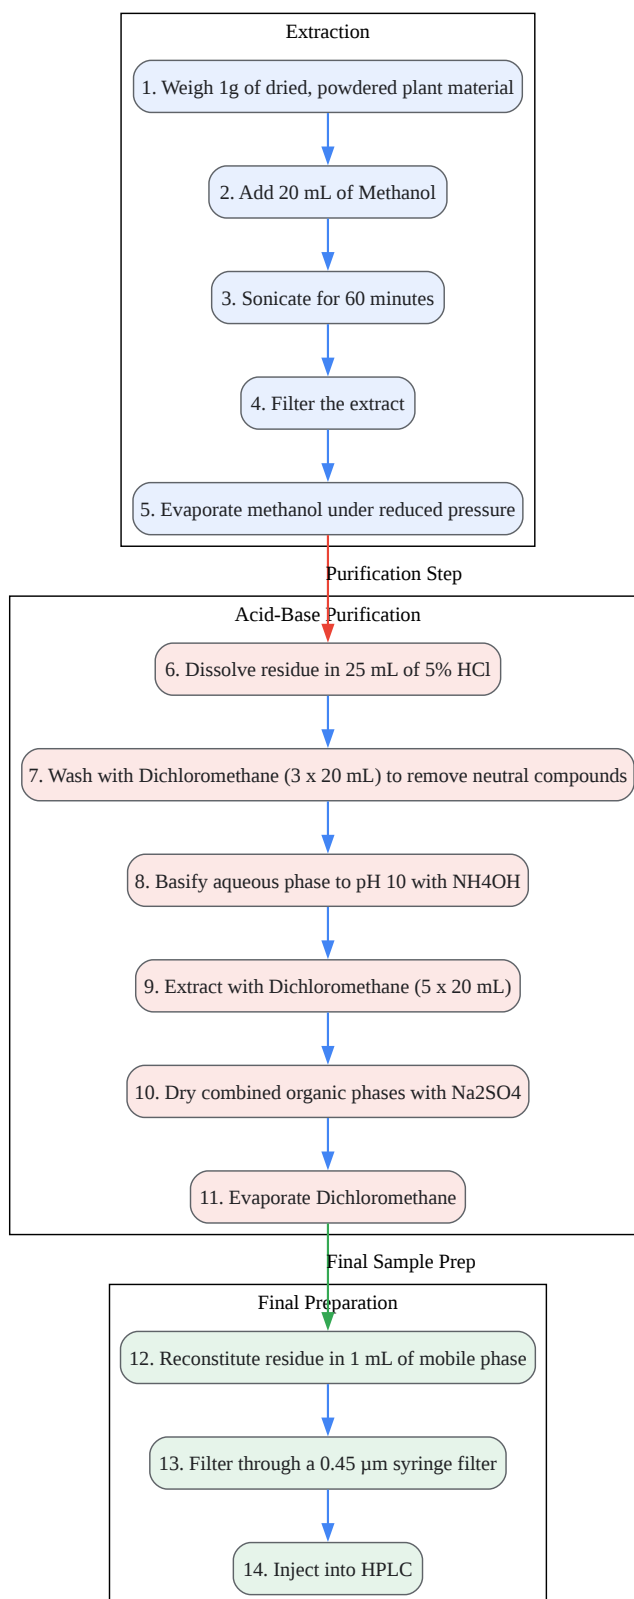 Extraction
1. Weigh 1g of dried, powdered plant material
2. Add 20 mL of Methanol
3. Sonicate for 60 minutes
4. Filter the extract
5. Evaporate methanol under reduced pressure
Purification Step
Acid-Base Purification
6. Dissolve residue in 25 mL of 5% HCl
7. Wash with Dichloromethane (3 x 20 mL) to remove neutral compounds
8. Basify aqueous phase to pH 10 with NH4OH
9. Extract with Dichloromethane (5 x 20 mL)
10. Dry combined organic phases with Na2SO4
11. Evaporate Dichloromethane
Final Sample Prep
Final Preparation
12. Reconstitute residue in 1 mL of mobile phase
13. Filter through a 0.45 µm syringe filter
14. Inject into HPLC